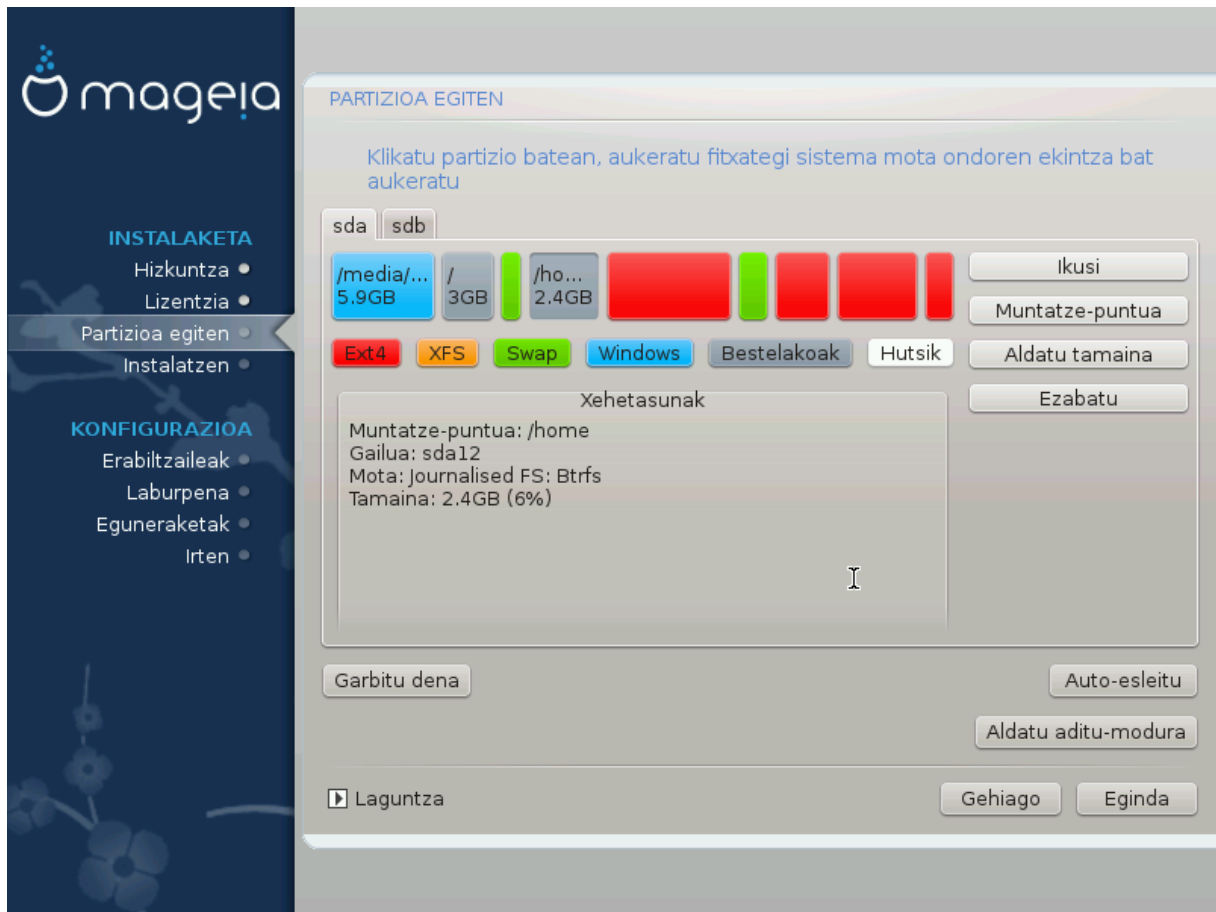 mageia
INSTALAKETA
Hizkuntza
Lizentzia
Partizioa egiten
Instalatzen
KONFIGURAZIOA
Erabiltzaileak
Laburpena
Eguneraketak
Irten
PARTIZIOA EGITEN
Klikatu partizio batean, aukeratu fitxategi sistema mota ondoren ekintza bat
aukeratu
sda sdb
/media/...
5.9GB
/
3GB
/ho...
2.4GB
Ext4 XFS Swap Windows Bestelakoak Hutsik
Ikusi
Muntatze-puntua
Aldatu tamaina
Ezabatu
Xehetasunak
Muntatze-puntua: /home
Gailua: sda12
Mota: Journalised FS: Btrfs
Tamaina: 2.4GB (6%)
Garbitu dena
Auto-esleitu
Aldatu aditu-modura
Laguntza
Gehiago
Eginda